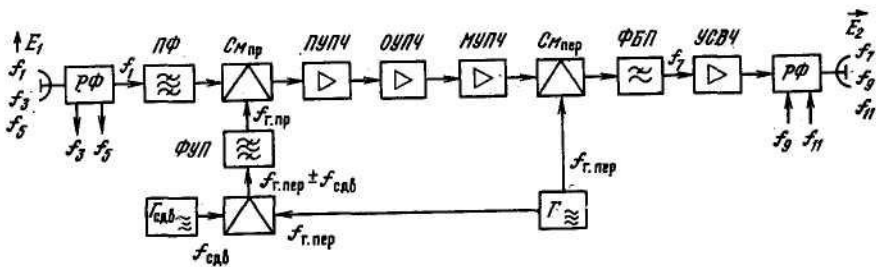 E₁ ПФ Смпр ПУПЧ ОУПЧ МУПЧ Смпер ФБП УСВЧ E₂
f₁ РФ f₁ f₇ РФ f₇
f₃ f₉
f₅ f₁₁
f₃ f₅ fг.пр f₉ f₁₁
ФУП fг.пер
fг.пер ± fсдв
Гсдв Г
fсдв fг.пер